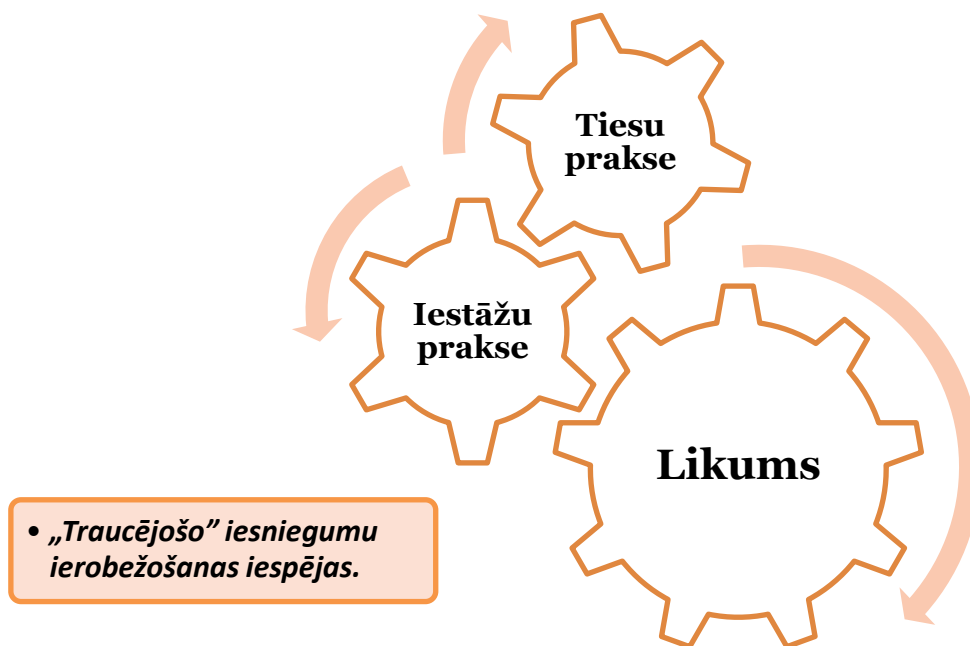 Tiesu
prakse
Iestāžu
prakse
Likums
• „Traucējošo” iesniegumu
ierobežošanas iespējas.